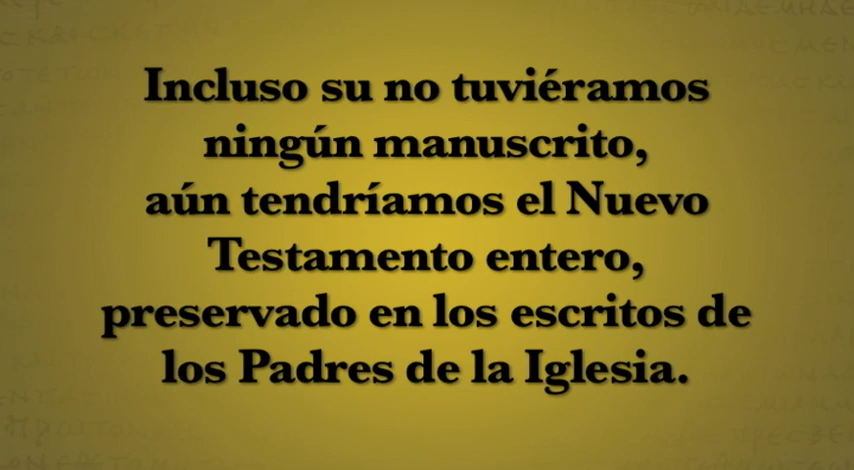 Incluso su no tuviéramos
ningún manuscrito,
aún tendríamos el Nuevo
Testamento entero,
preservado en los escritos de
los Padres de la Iglesia.